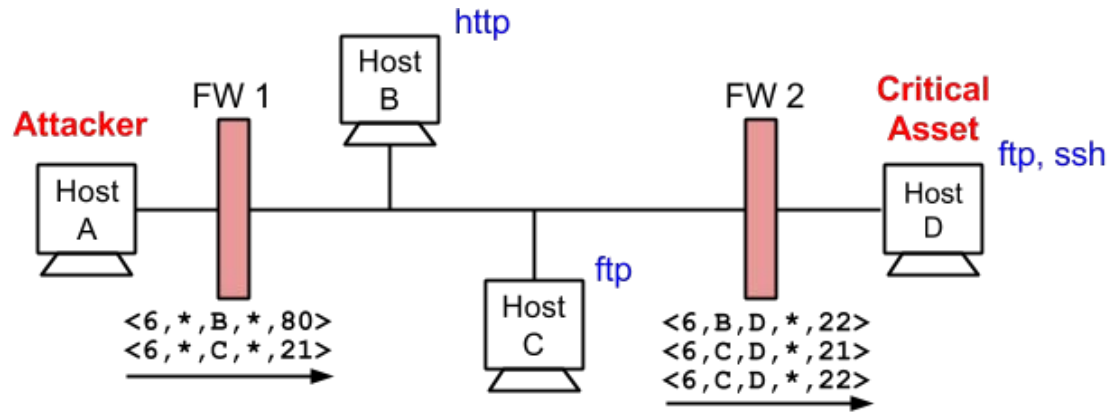 http
Host
B
FW 1
FW 2
Critical
Asset
Attacker
ftp, ssh
Host
A
Host
D
ftp
Host
C
<6,*,B,*,80>
<6,*,C,*,21>
<6,B,D,*,22>
<6,C,D,*,21>
<6,C,D,*,22>